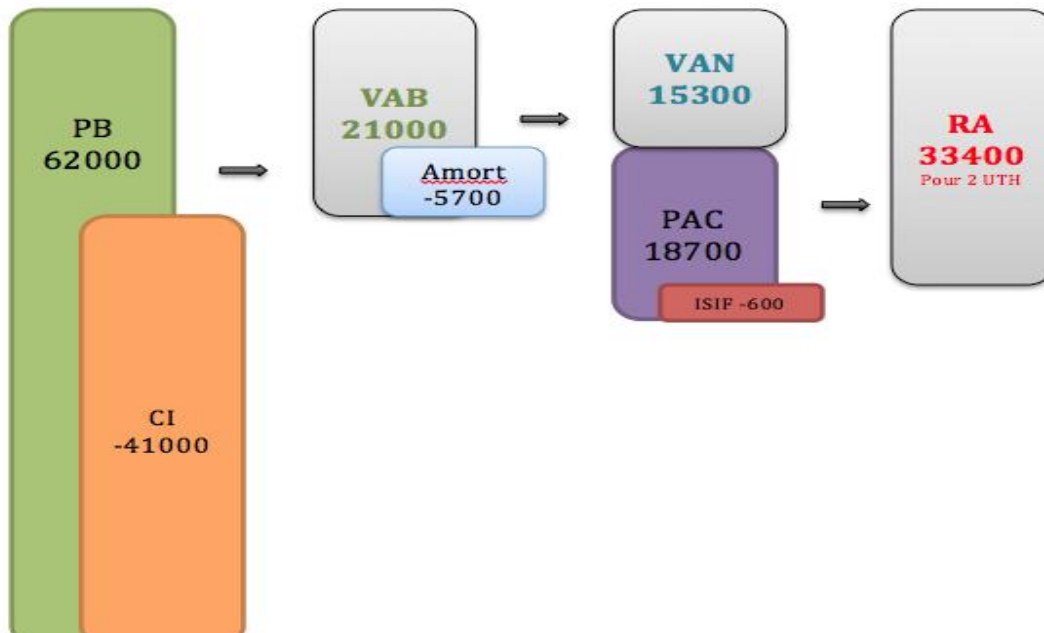 PB
62000
CI
-41000
VAB
21000
Amort
-5700
VAN
15300
PAC
18700
ISIF -600
RA
33400
Pour 2 UTH